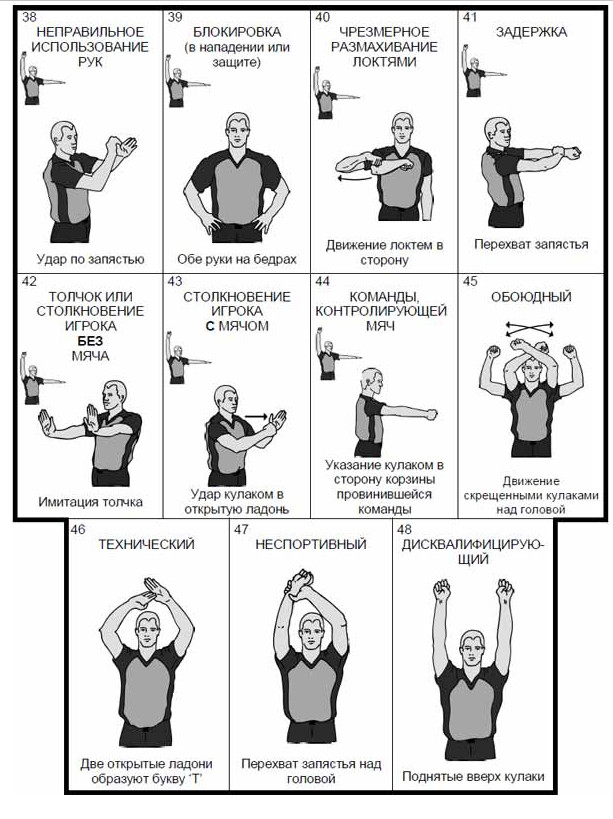 38
НЕПРАВИЛЬНОЕ
ИСПОЛЬЗОВАНИЕ
РУК
Удар по запястью
39
БЛОКИРОВКА
(в нападении или
защите)
Обе руки на бедрах
40
ЧРЕЗМЕРНОЕ
РАЗМАХИВАНИЕ
ЛОКТЯМИ
Движение локтем в
сторону
41
ЗАДЕРЖКА
Перехват запястья
42
ТОЛЧОК ИЛИ
СТОЛКНОВЕНИЕ
ИГРОКА
БЕЗ
МЯЧА
Имитация толчка
43
СТОЛКНОВЕНИЕ
ИГРОКА
С МЯЧОМ
Удар кулаком в
открытую ладонь
44
КОМАНДЫ,
КОНТРОЛИРУЮЩЕЙ
МЯЧ
Указание кулаком в
сторону корзины
провинившейся
команды
45
ОБОЮДНЫЙ
Движение
скрещенными кулаками
над головой
46
ТЕХНИЧЕСКИЙ
Две открытые ладони
образуют букву ‘Т’
47
НЕСПОРТИВНЫЙ
Перехват запястья над
головой
48
ДИСКВАЛИФИЦИРУЮ-
ЩИЙ
Поднятые вверх кулаки